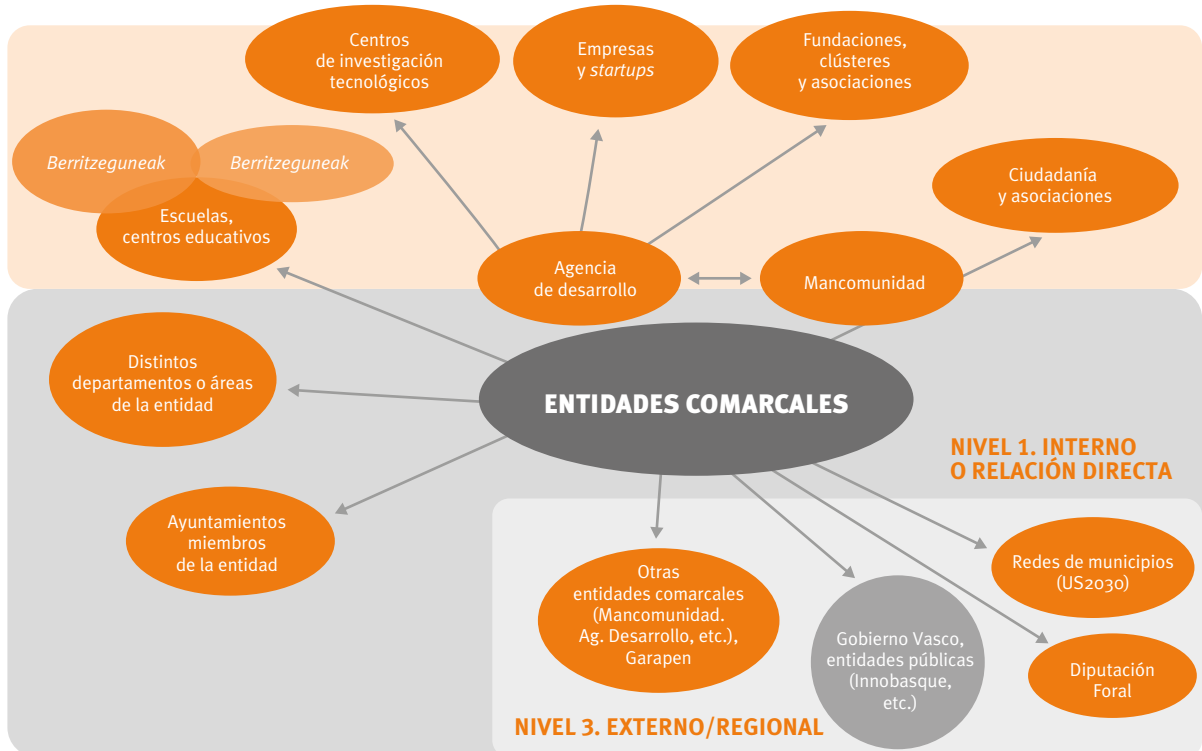 Centros
de investigación
tecnológicos
Empresas
y startups
Fundaciones,
clústeres
y asociaciones
Berritzeguneak
Berritzeguneak
Escuelas,
centros educativos
Ciudadanía
y asociaciones
Agencia
de desarrollo
Mancomunidad
Distintos
departamentos o áreas
de la entidad
ENTIDADES COMARCALES
NIVEL 1. INTERNO
O RELACIÓN DIRECTA
Ayuntamientos
miembros
de la entidad
Otras
entidades comarcales
(Mancomunidad.
Ag. Desarrollo, etc.),
Garapen
Gobierno Vasco,
entidades públicas
(Innobasque,
etc.)
Redes de municipios
(US2030)
Diputación
Foral
NIVEL 3. EXTERNO/REGIONAL